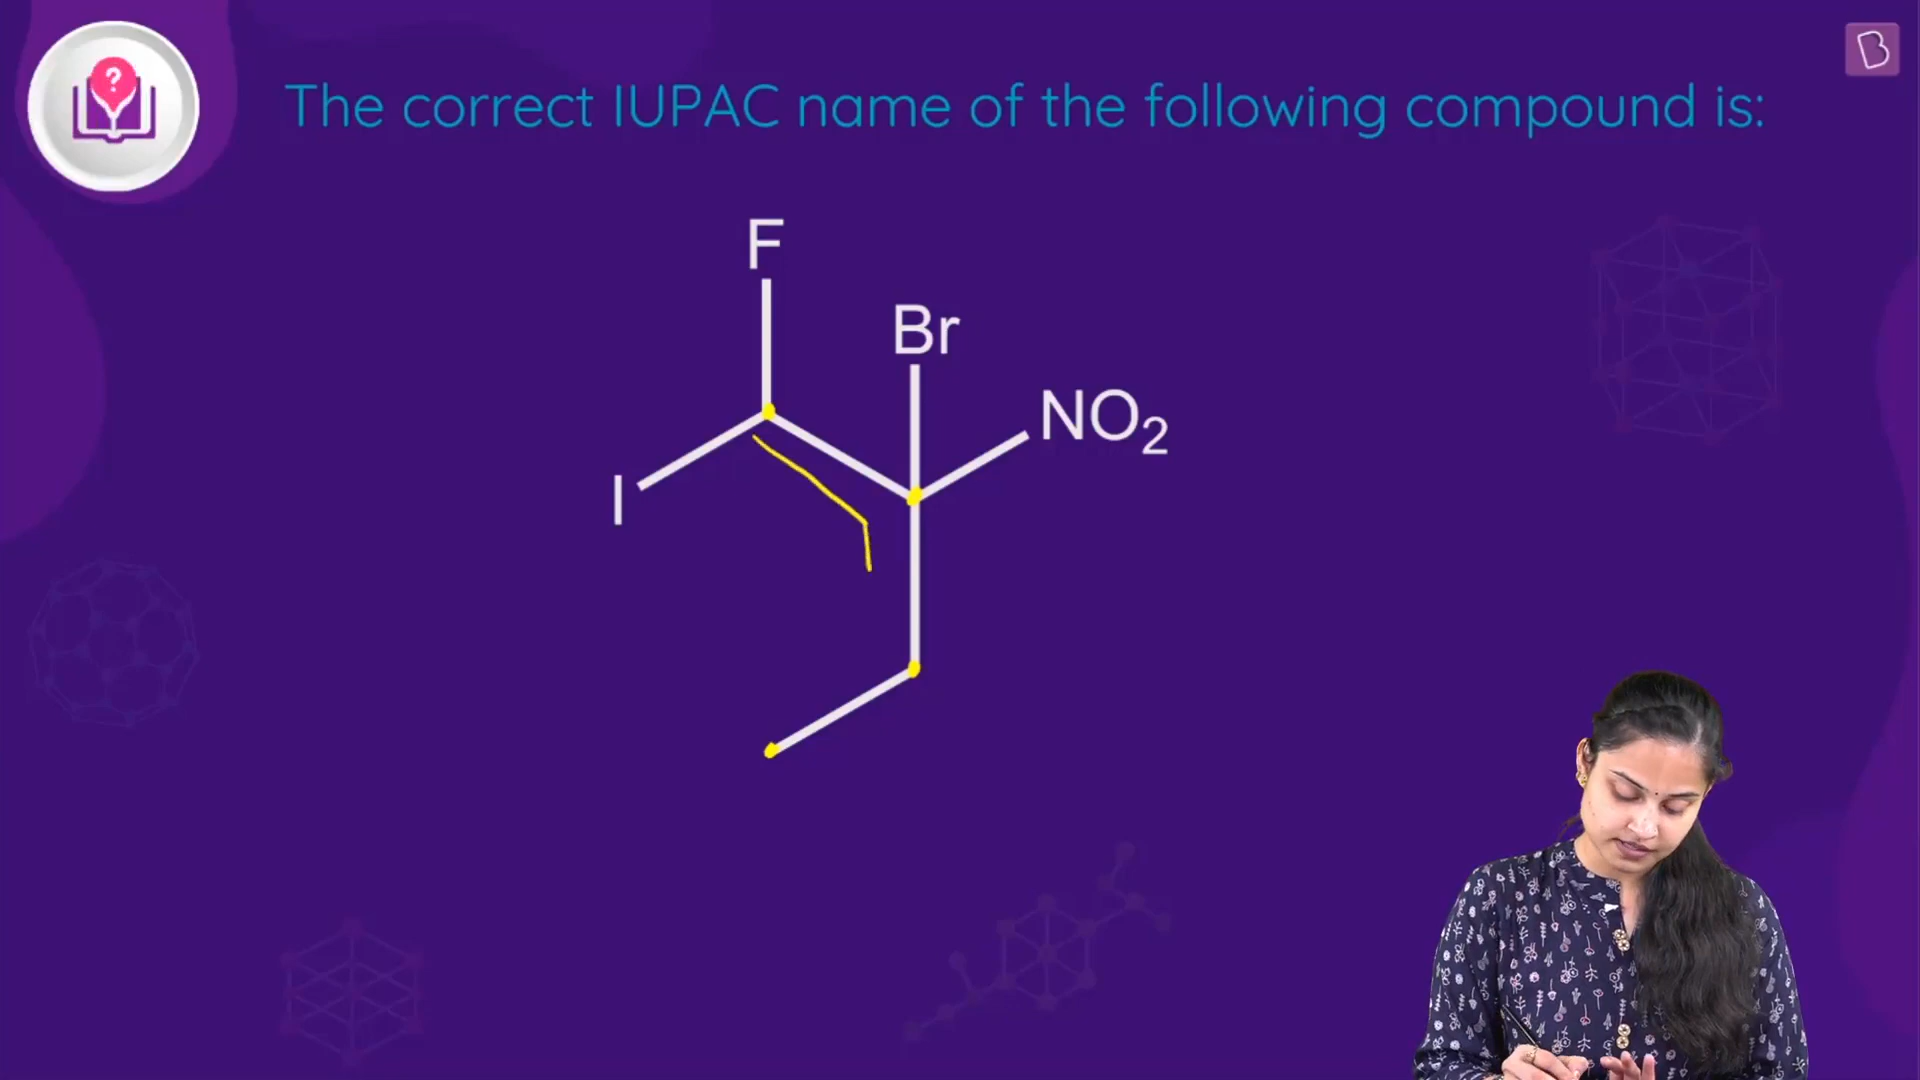 ?
B
The correct IUPAC name of the following compound is:
F
Br
NO₂
I